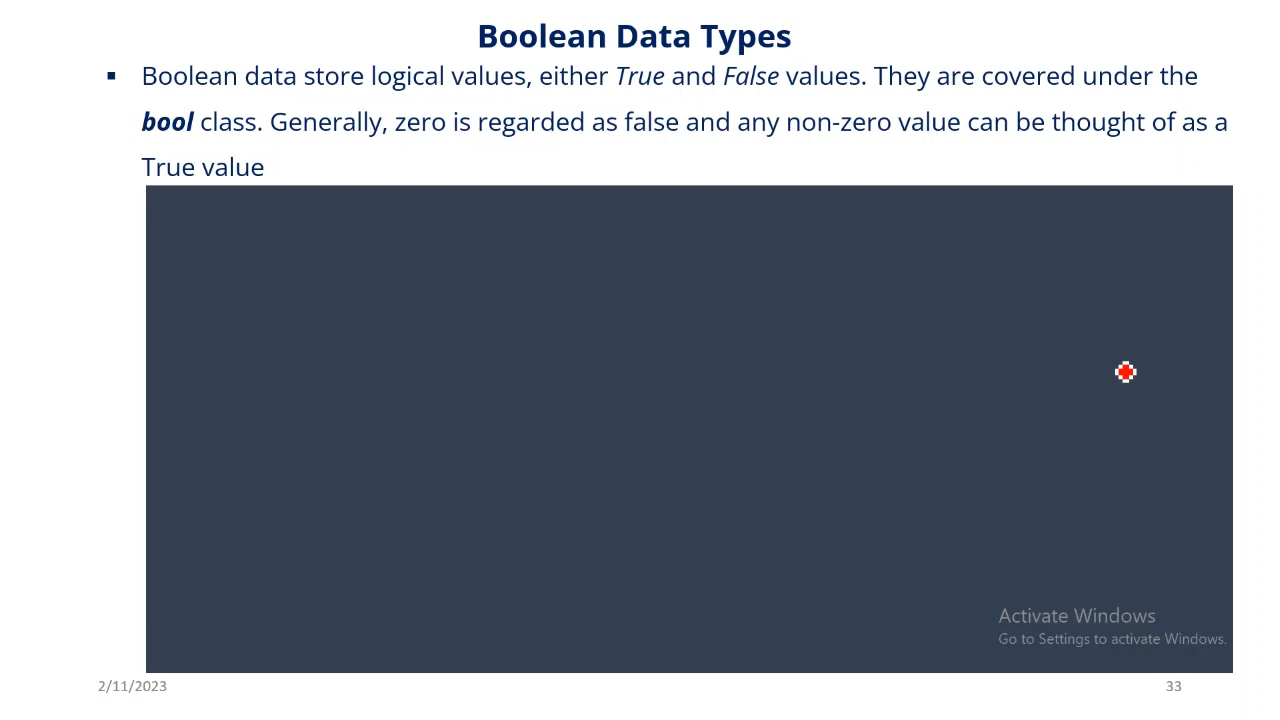 Boolean Data Types
▪ Boolean data store logical values, either True and False values. They are covered under the
bool class. Generally, zero is regarded as false and any non-zero value can be thought of as a
True value
Activate Windows
Go to Settings to activate Windows.
2/11/2023
33